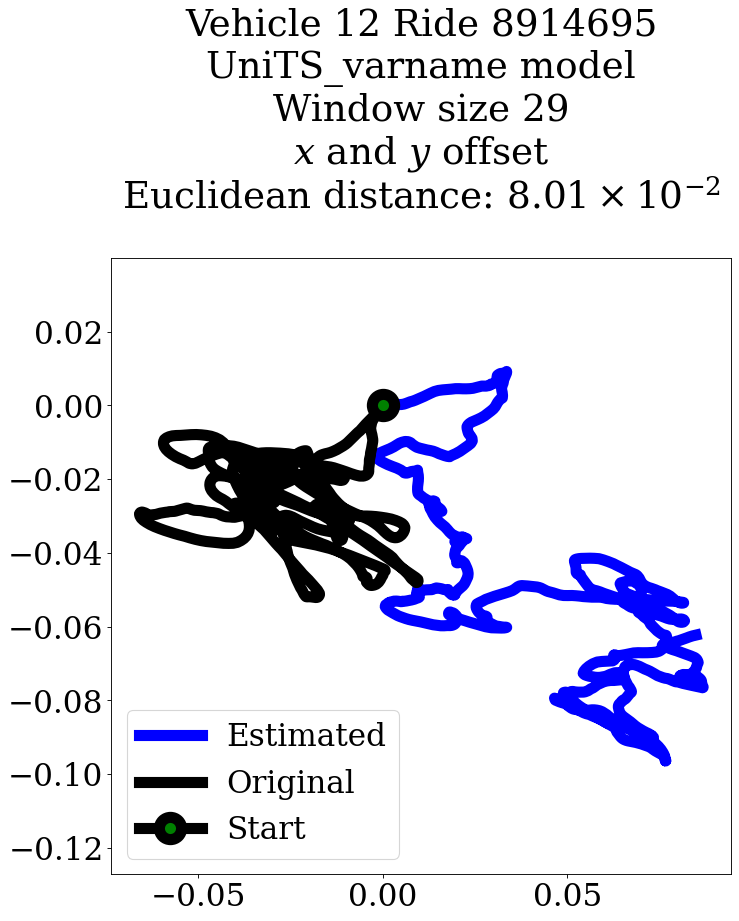 Vehicle 12 Ride 8914695
UniTS_varname model
Window size 29
x and y offset
Euclidean distance: 8.01 × 10⁻²
0.02
0.00
−0.02
−0.04
−0.06
−0.08
−0.10
−0.12
Estimated
Original
Start
−0.05 0.00 0.05